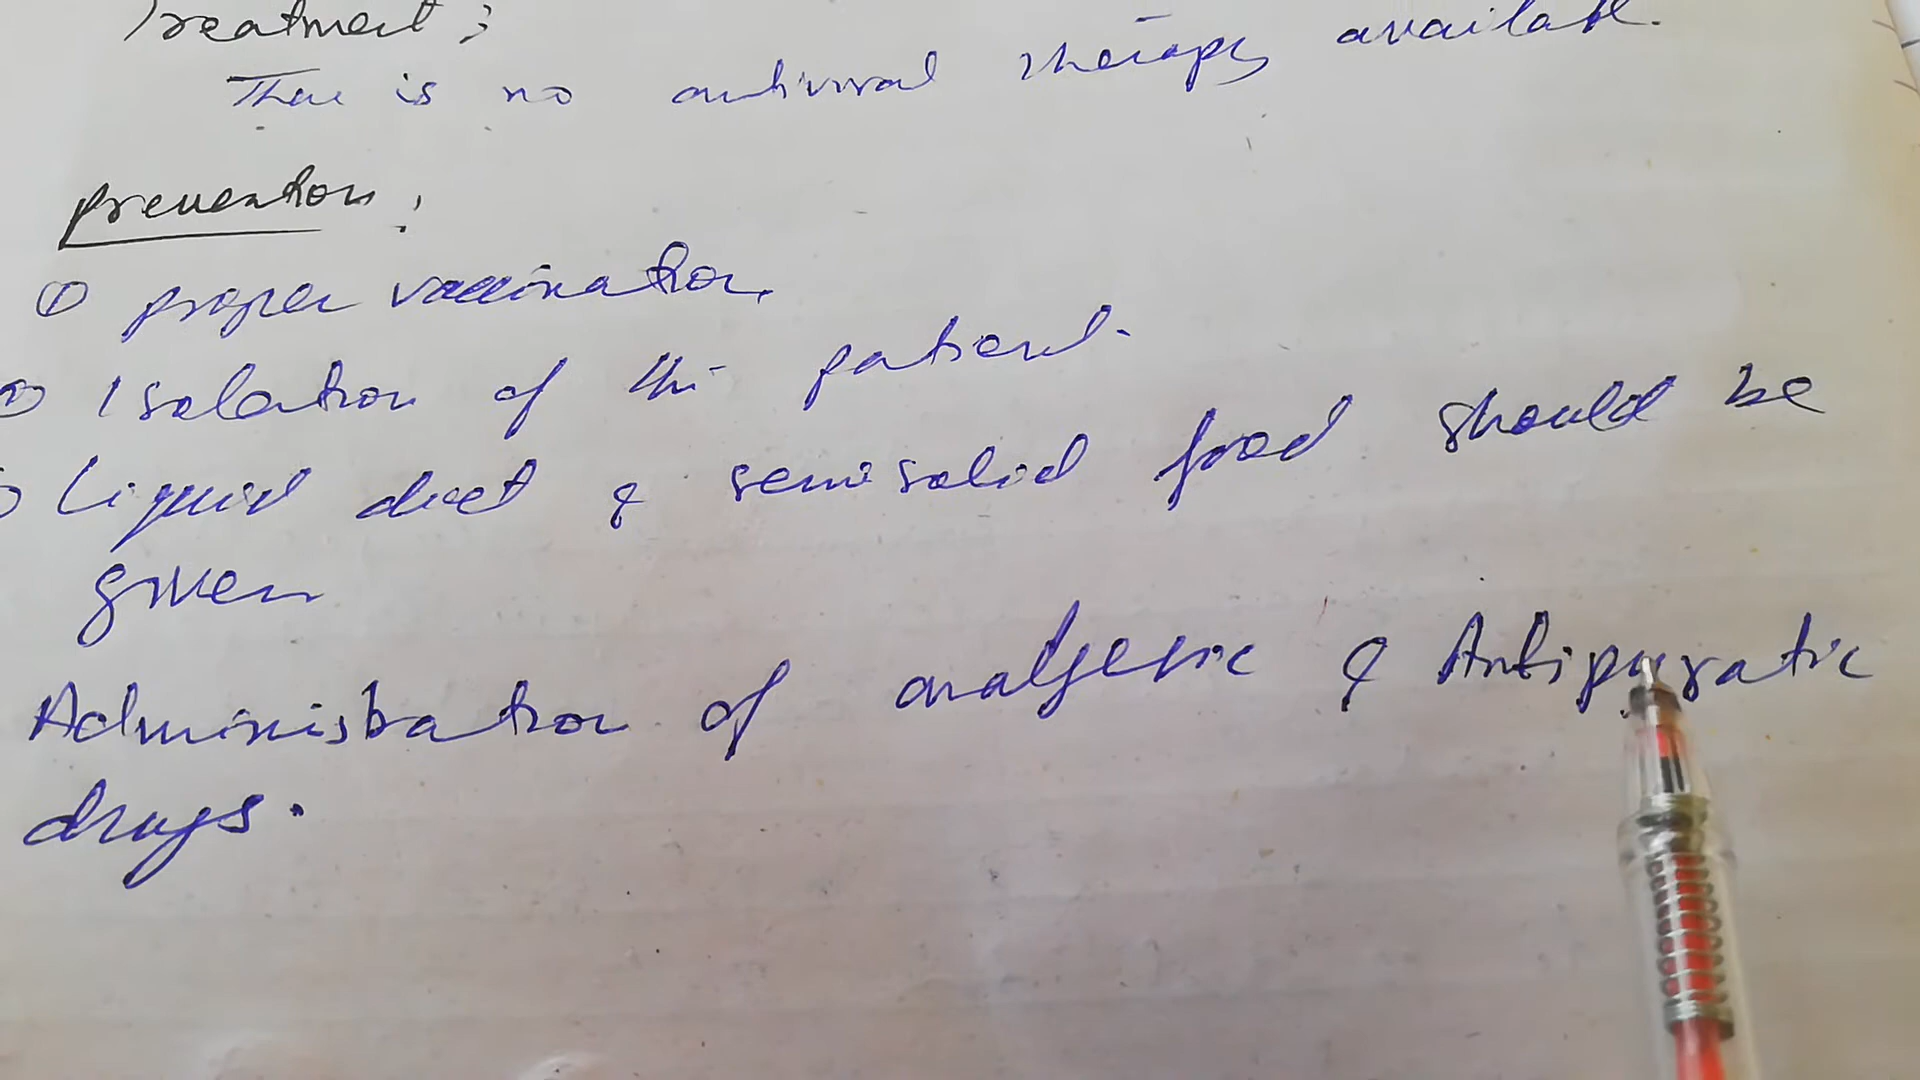 Treatment;
There is no antiviral therapy available.
prevention:
① proper vaccination.
② Isolation of the patient.
Liquid diet & semisolid food should be
given
Administration of analgesic & Antipyratic
drugs.